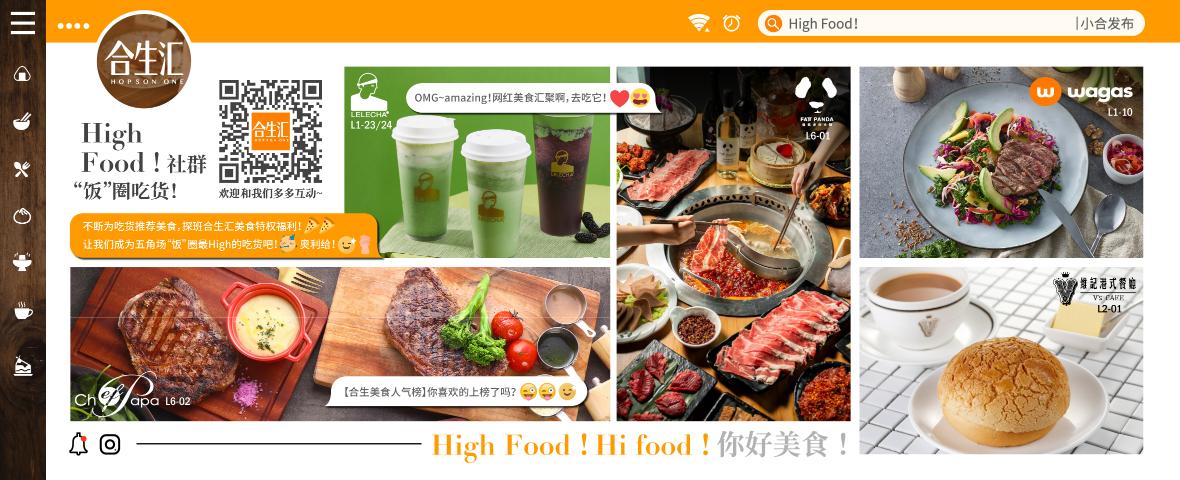 High Food!
|小合发布
合生汇
HOPSON ONE
High
Food！社群
“饭”圈吃货！
合生汇
欢迎和我们多多互动~
不断为吃货推荐美食，探班合生汇美食特权福利！
让我们成为五角场“饭”圈最High的吃货吧！奥利给！
LELECHA
L1-23/24
OMG~amazing！网红美食汇聚啊，去吃它！
LELECHA
FAT PANDA
L6-01
wagas
L1-10
Chef Papa L6-02
【合生美食人气榜】你喜欢的上榜了吗？
維記港式餐廳
V's CAFE
L2-01
High Food！Hi food！你好美食！